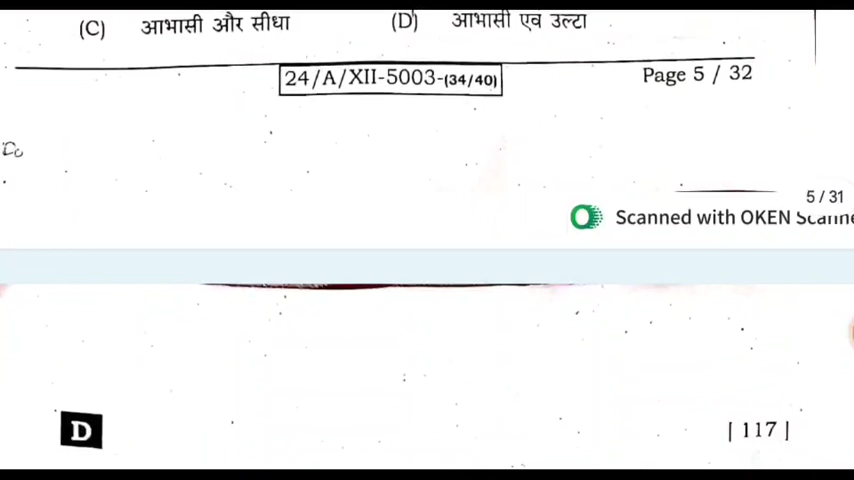 (C) आभासी और सीधा (D) आभासी एवं उल्टा
24/A/XII-5003-(34/40) Page 5 / 32
5 / 31
Scanned with OKEN Scanne
D [ 117 ]